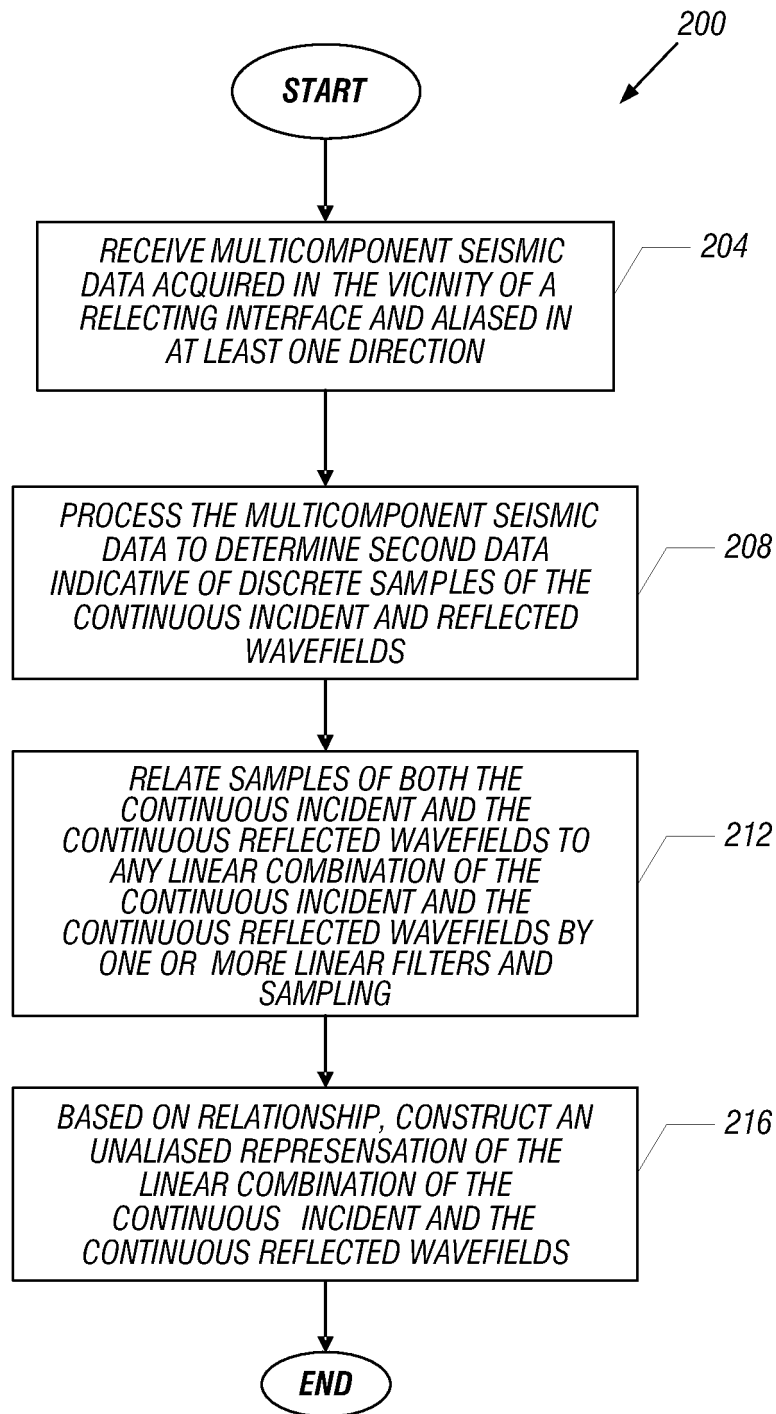 200
START
RECEIVE MULTICOMPONENT SEISMIC
DATA ACQUIRED IN THE VICINITY OF A
RELECTING INTERFACE AND ALIASED IN
AT LEAST ONE DIRECTION
204
PROCESS THE MULTICOMPONENT SEISMIC
DATA TO DETERMINE SECOND DATA
INDICATIVE OF DISCRETE SAMPLES OF THE
CONTINUOUS INCIDENT AND REFLECTED
WAVEFIELDS
208
RELATE SAMPLES OF BOTH THE
CONTINUOUS INCIDENT AND THE
CONTINUOUS REFLECTED WAVEFIELDS TO
ANY LINEAR COMBINATION OF THE
CONTINUOUS INCIDENT AND THE
CONTINUOUS REFLECTED WAVEFIELDS BY
ONE OR MORE LINEAR FILTERS AND
SAMPLING
212
BASED ON RELATIONSHIP, CONSTRUCT AN
UNALIASED REPRESENSATION OF THE
LINEAR COMBINATION OF THE
CONTINUOUS INCIDENT AND THE
CONTINUOUS REFLECTED WAVEFIELDS
216
END